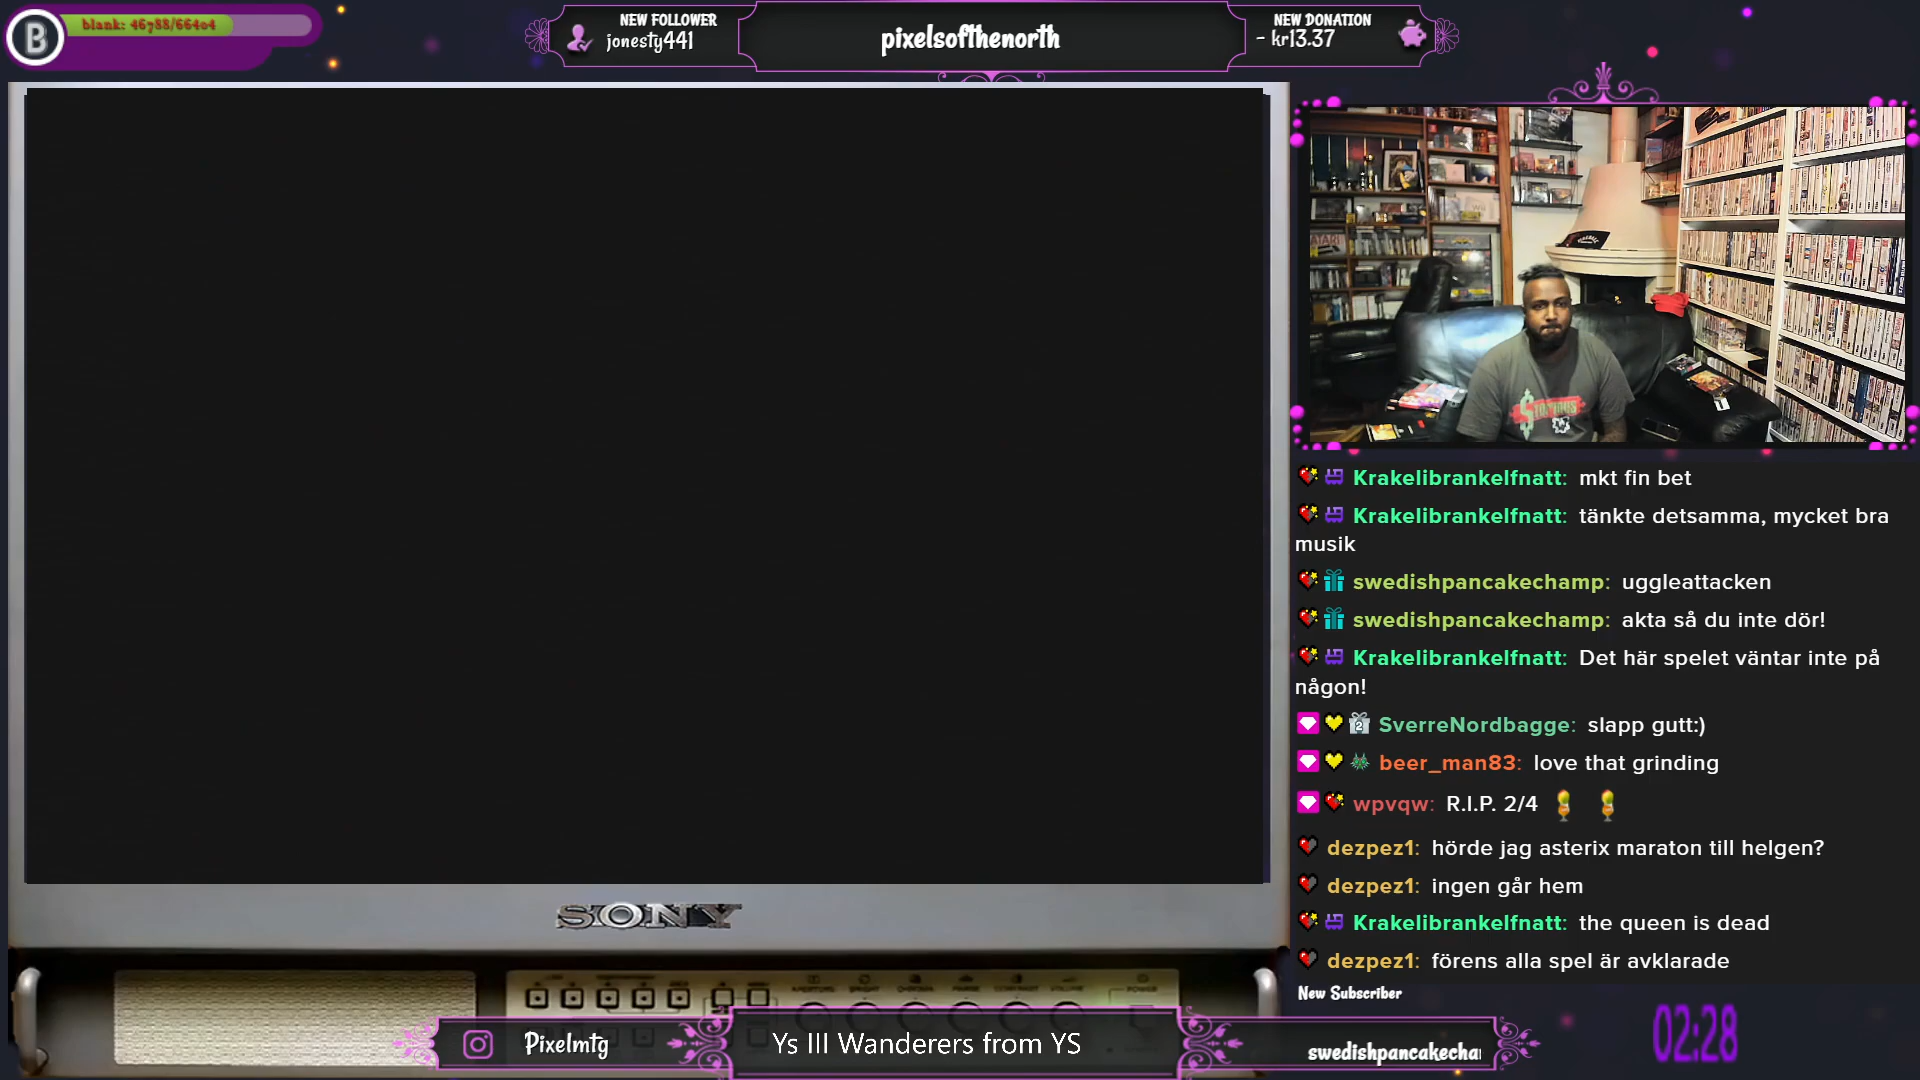 B
blank: 46788/66404
NEW FOLLOWER
jonesty441
pixelsofthenorth
NEW DONATION
- kr13.37
Krakelibrankelfnatt: mkt fin bet
Krakelibrankelfnatt: tänkte detsamma, mycket bra
musik
swedishpancakechamp: uggleattacken
swedishpancakechamp: akta så du inte dör!
Krakelibrankelfnatt: Det här spelet väntar inte på
någon!
SverreNordbagge: slapp gutt:)
beer_man83: love that grinding
wpvqw: R.I.P. 2/4
dezpez1: hörde jag asterix maraton till helgen?
dezpez1: ingen går hem
Krakelibrankelfnatt: the queen is dead
dezpez1: förens alla spel är avklarade
SONY
New Subscriber
swedishpancakecha
02:28
Pixelmtg
Ys III Wanderers from YS